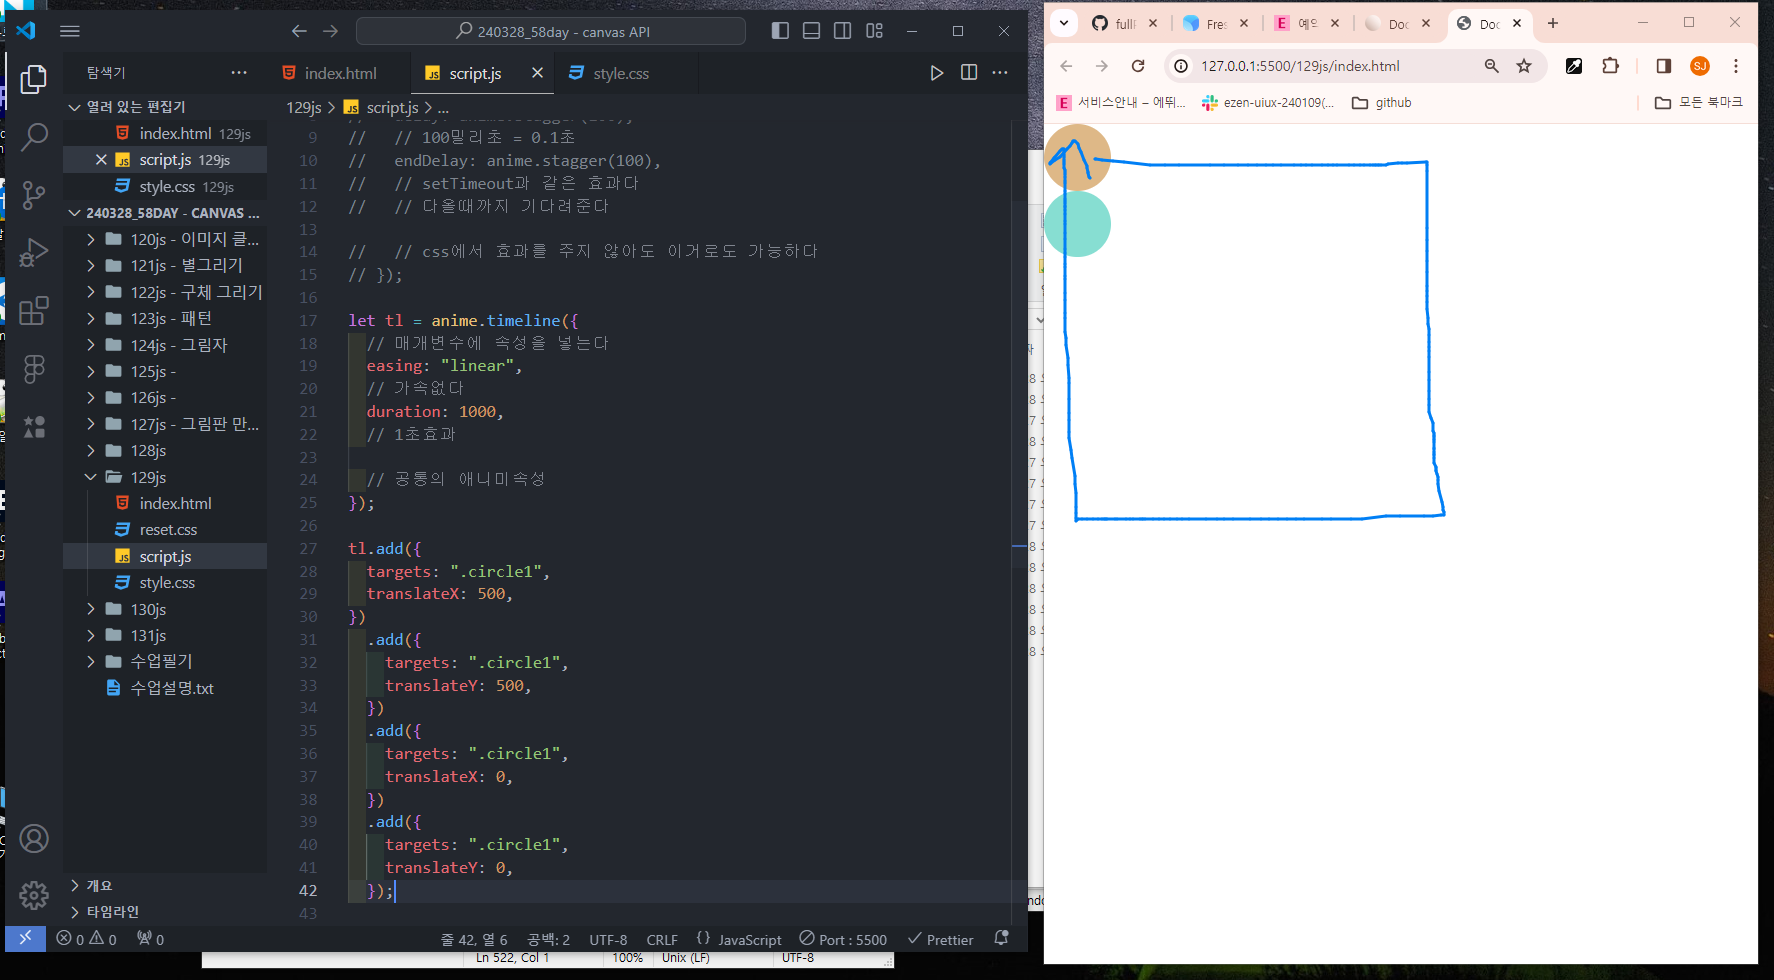 240328_58day - canvas API
탐색기
열려 있는 편집기
index.html 129js
script.js 129js
style.css 129js
240328_58DAY - CANVAS ...
120js - 이미지 클...
121js - 별그리기
122js - 구체 그리기
123js - 패턴
124js - 그림자
125js -
126js -
127js - 그림판 만...
128js
129js
index.html
reset.css
script.js
style.css
130js
131js
수업필기
수업설명.txt
개요
타임라인
index.html
script.js
style.css
129js > script.js > ...
9 // // 100밀리초 = 0.1초
10 // endDelay: anime.stagger(100),
11 // // setTimeout과 같은 효과다
12 // // 다올때까지 기다려준다
13
14 // // css에서 효과를 주지 않아도 이거로도 가능하다
15 // });
16
17 let tl = anime.timeline({
18 // 매개변수에 속성을 넣는다
19 easing: "linear",
20 // 가속없다
21 duration: 1000,
22 // 1초효과
23
24 // 공통의 애니미속성
25 });
26
27 tl.add({
28 targets: ".circle1",
29 translateX: 500,
30 })
31 .add({
32 targets: ".circle1",
33 translateY: 500,
34 })
35 .add({
36 targets: ".circle1",
37 translateX: 0,
38 })
39 .add({
40 targets: ".circle1",
41 translateY: 0,
42 });
43
0 0 0
줄 42, 열 6 공백: 2 UTF-8 CRLF {} JavaScript Port : 5500 Prettier
Ln 522, Col 1 100% Unix (LF) UTF-8
Fres
Doc
Doc
127.0.0.1:5500/129js/index.html
SJ
서비스안내 – 에뛰...
ezen-uiux-240109(...
github
모든 북마크